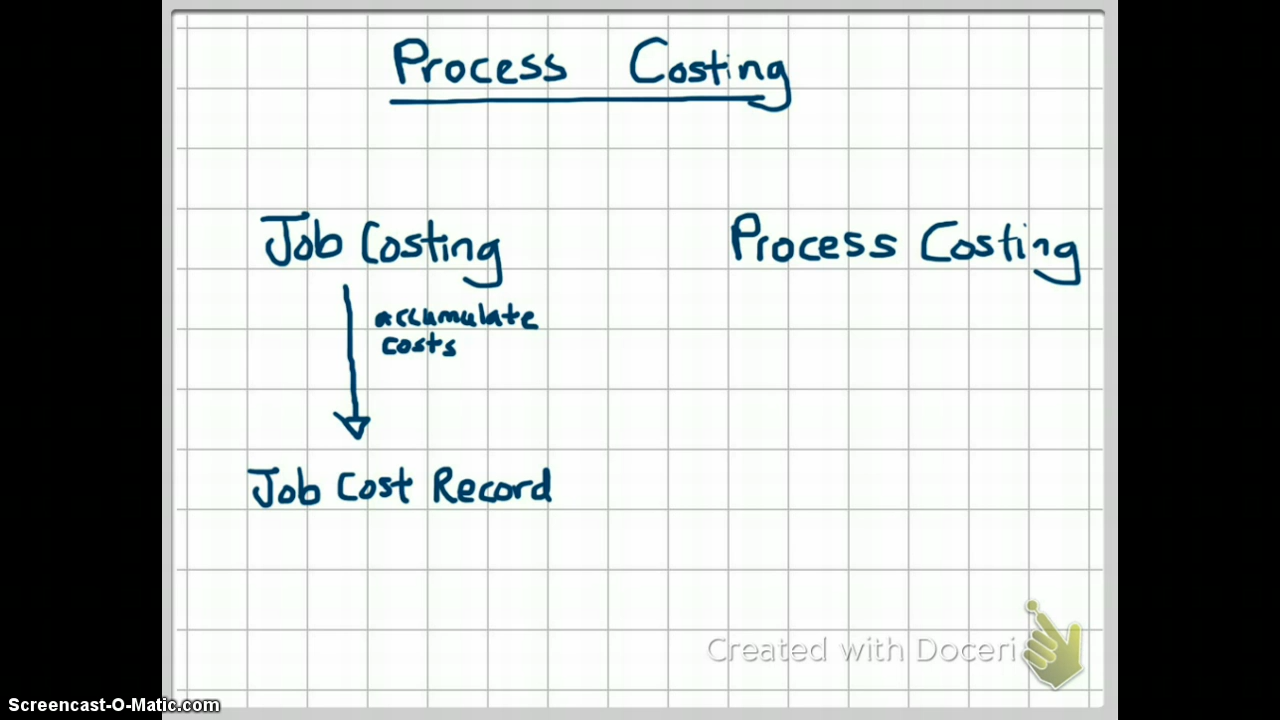 Process Costing
Job Costing
Process Costing
accumulate
costs
Job Cost Record
Created with Doceri
Screencast-O-Matic.com